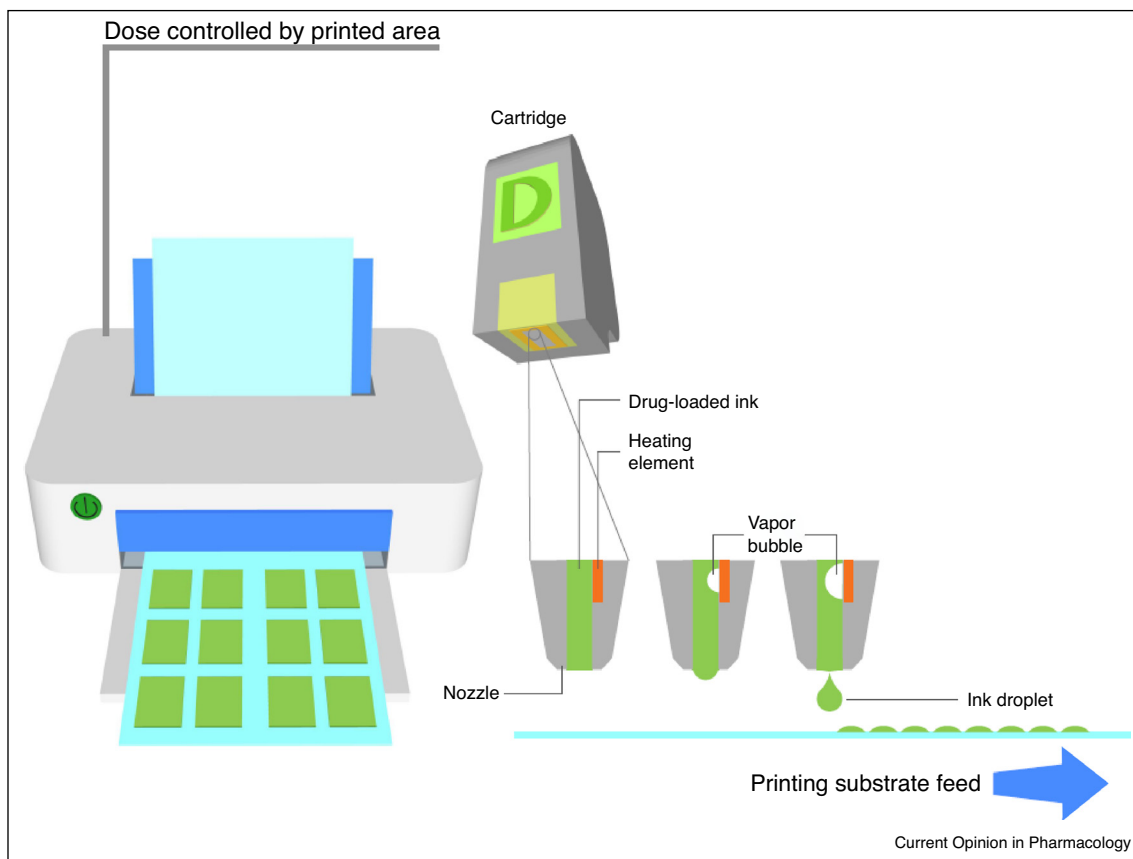 Dose controlled by printed area
Cartridge
D
Drug-loaded ink
Heating
element
Vapor
bubble
Nozzle
Ink droplet
Printing substrate feed
Current Opinion in Pharmacology